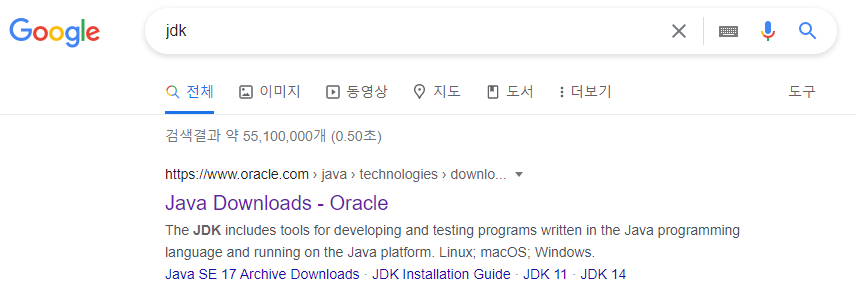 Google
jdk
전체 이미지 동영상 지도 도서 더보기 도구
검색결과 약 55,100,000개 (0.50초)
https://www.oracle.com › java › technologies › downlo...
Java Downloads - Oracle
The JDK includes tools for developing and testing programs written in the Java programming
language and running on the Java platform. Linux; macOS; Windows.
Java SE 17 Archive Downloads · JDK Installation Guide · JDK 11 · JDK 14